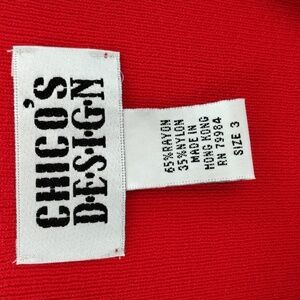 CHICO'S
D·E·S·I·G·N
65%RAYON
35%NYLON
MADE IN
HONG KONG
RN 79984
SIZE 3